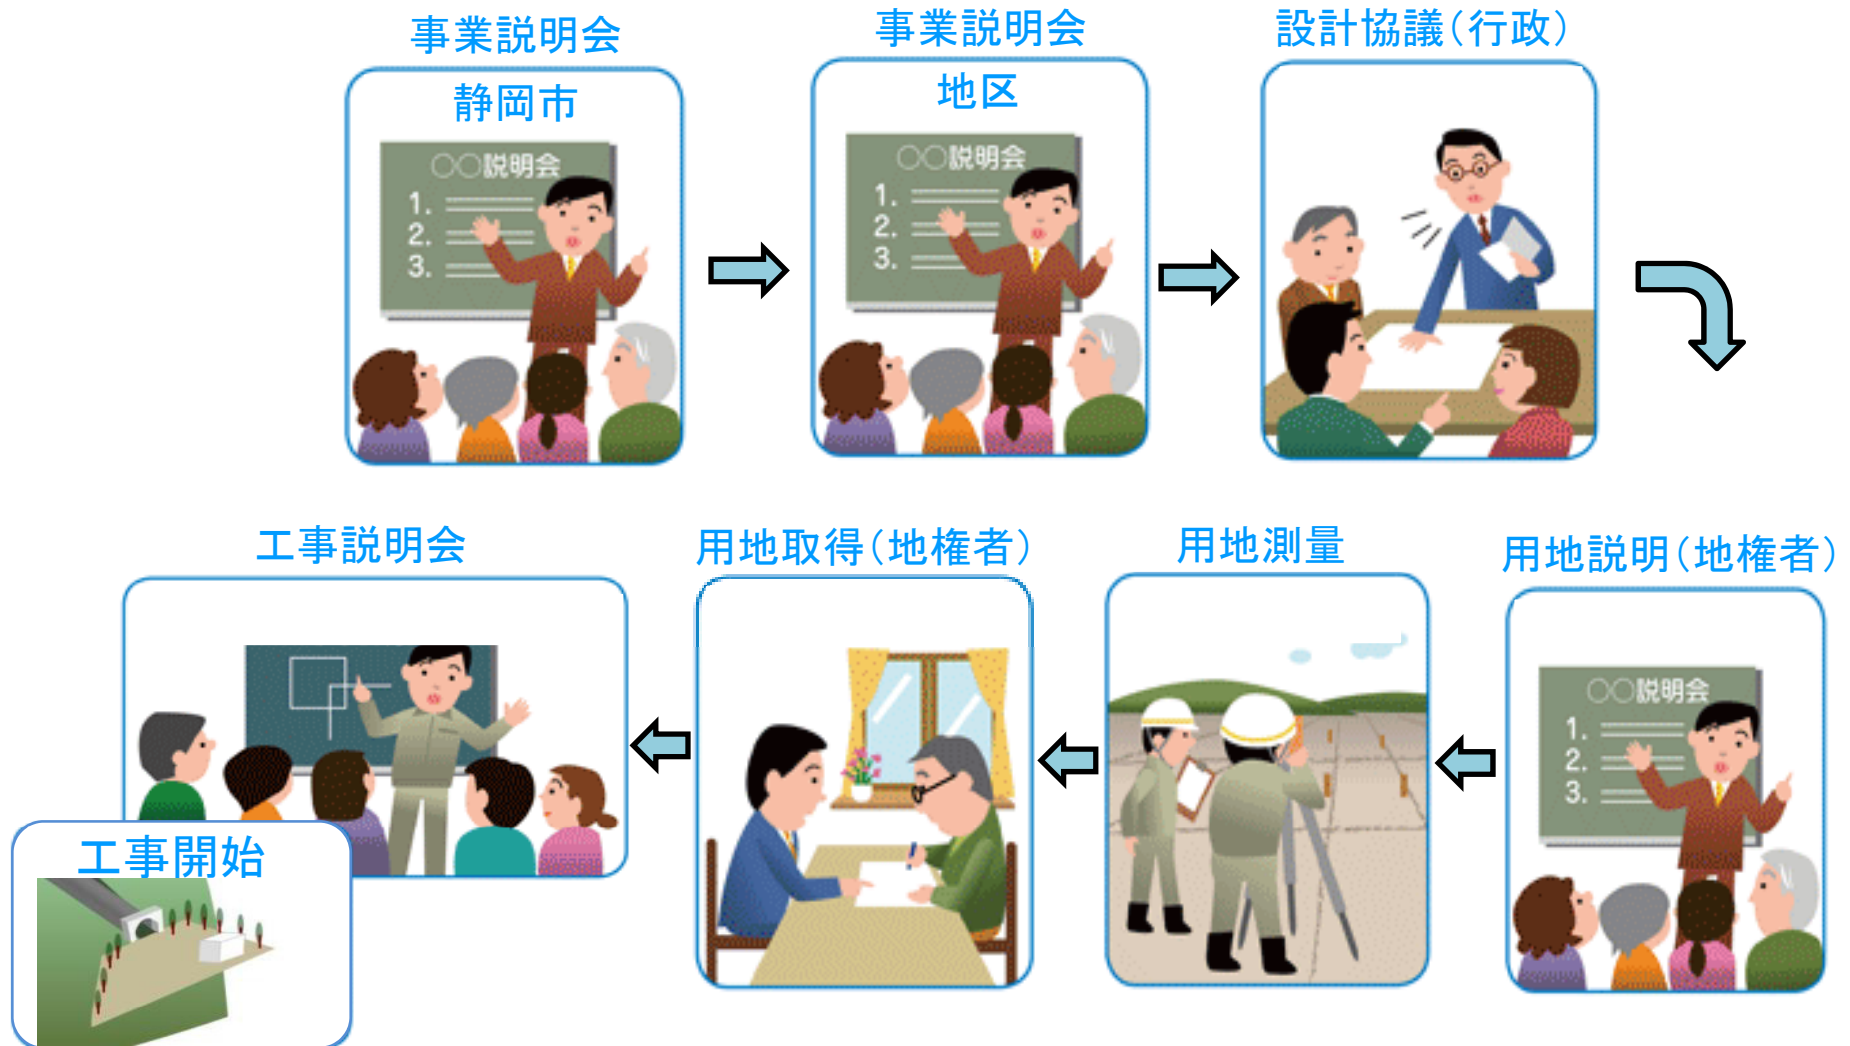 事業説明会
静岡市
○○説明会
1.
2.
3.
事業説明会
地区
○○説明会
1.
2.
3.
設計協議(行政)
用地説明(地権者)
○○説明会
1.
2.
3.
用地測量
用地取得(地権者)
工事説明会
工事開始